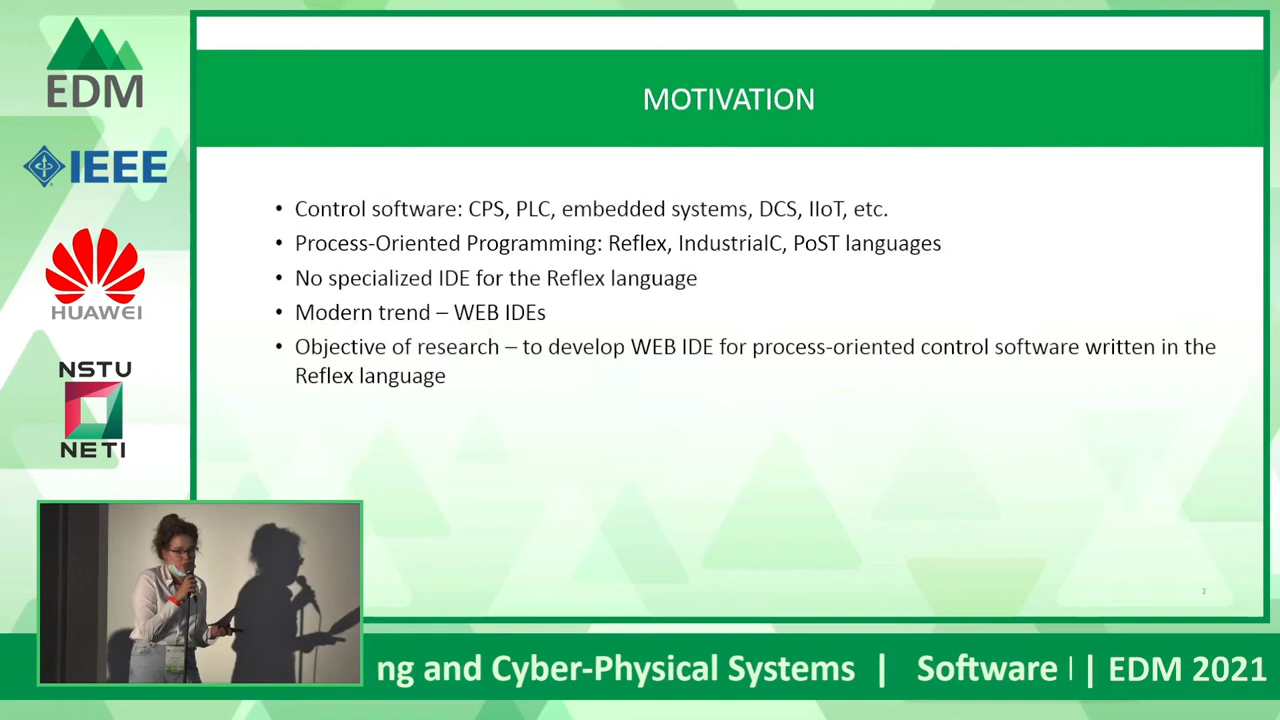 EDM
IEEE
HUAWEI
NSTU
NETI
MOTIVATION
• Control software: CPS, PLC, embedded systems, DCS, IIoT, etc.
• Process-Oriented Programming: Reflex, IndustrialC, PoST languages
• No specialized IDE for the Reflex language
• Modern trend – WEB IDEs
• Objective of research – to develop WEB IDE for process-oriented control software written in the
Reflex language
2
ng and Cyber-Physical Systems | Software | EDM 2021